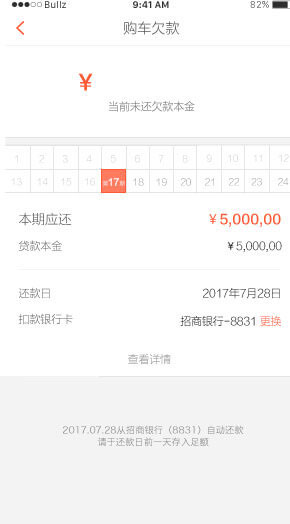 Bullz 9:41 AM 82%
购车欠款
¥
当前未还欠款本金
1 2 3 4 5 6 7 8 9 10 11 12
13 14 15 16 第17期 18 19 20 21 22 23 24
本期应还 ¥5,000,00
贷款本金 ¥5,000,00
还款日 2017年7月28日
扣款银行卡 招商银行-8831 更换
查看详情
2017.07.28从招商银行（8831）自动还款
请于还款日前一天存入足额